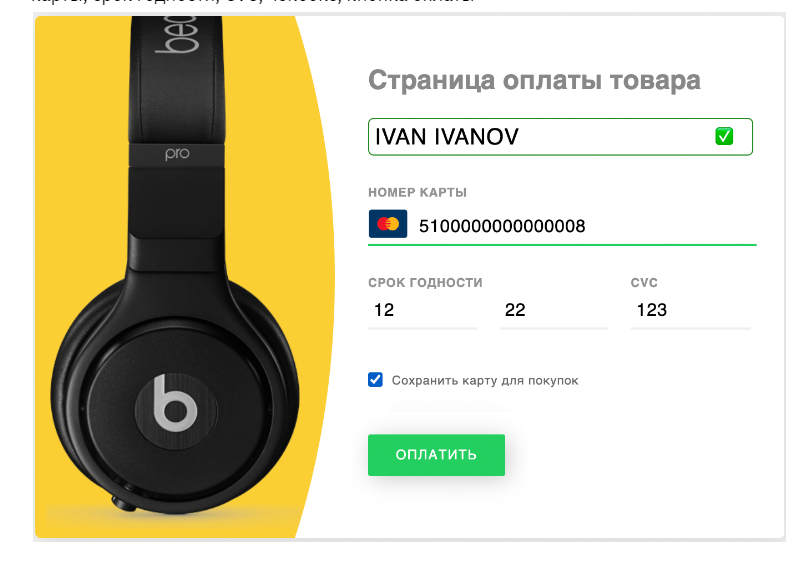 pro
b
Страница оплаты товара
IVAN IVANOV
НОМЕР КАРТЫ
5100000000000008
СРОК ГОДНОСТИ CVC
12 22 123
Сохранить карту для покупок
ОПЛАТИТЬ